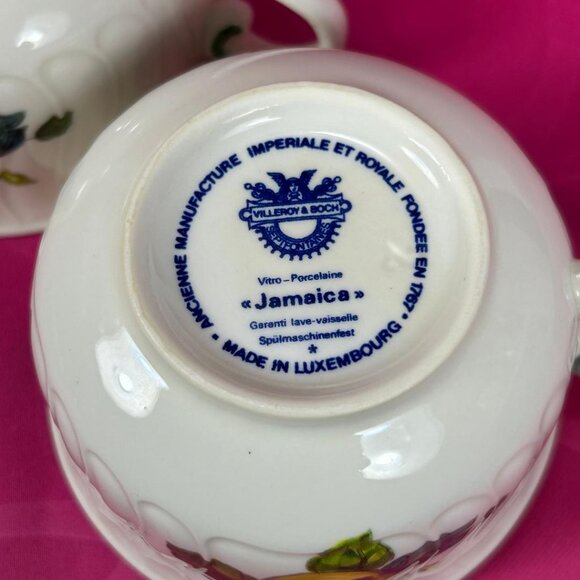 ANCIENNE MANUFACTURE IMPERIALE ET ROYALE FONDEE EN 1767 •
VILLEROY & BOCH
SEPTFONTAINES
Vitro-Porcelaine
«Jamaica»
Garanti lave-vaisselle
Spülmaschinenfest
*
• MADE IN LUXEMBOURG •